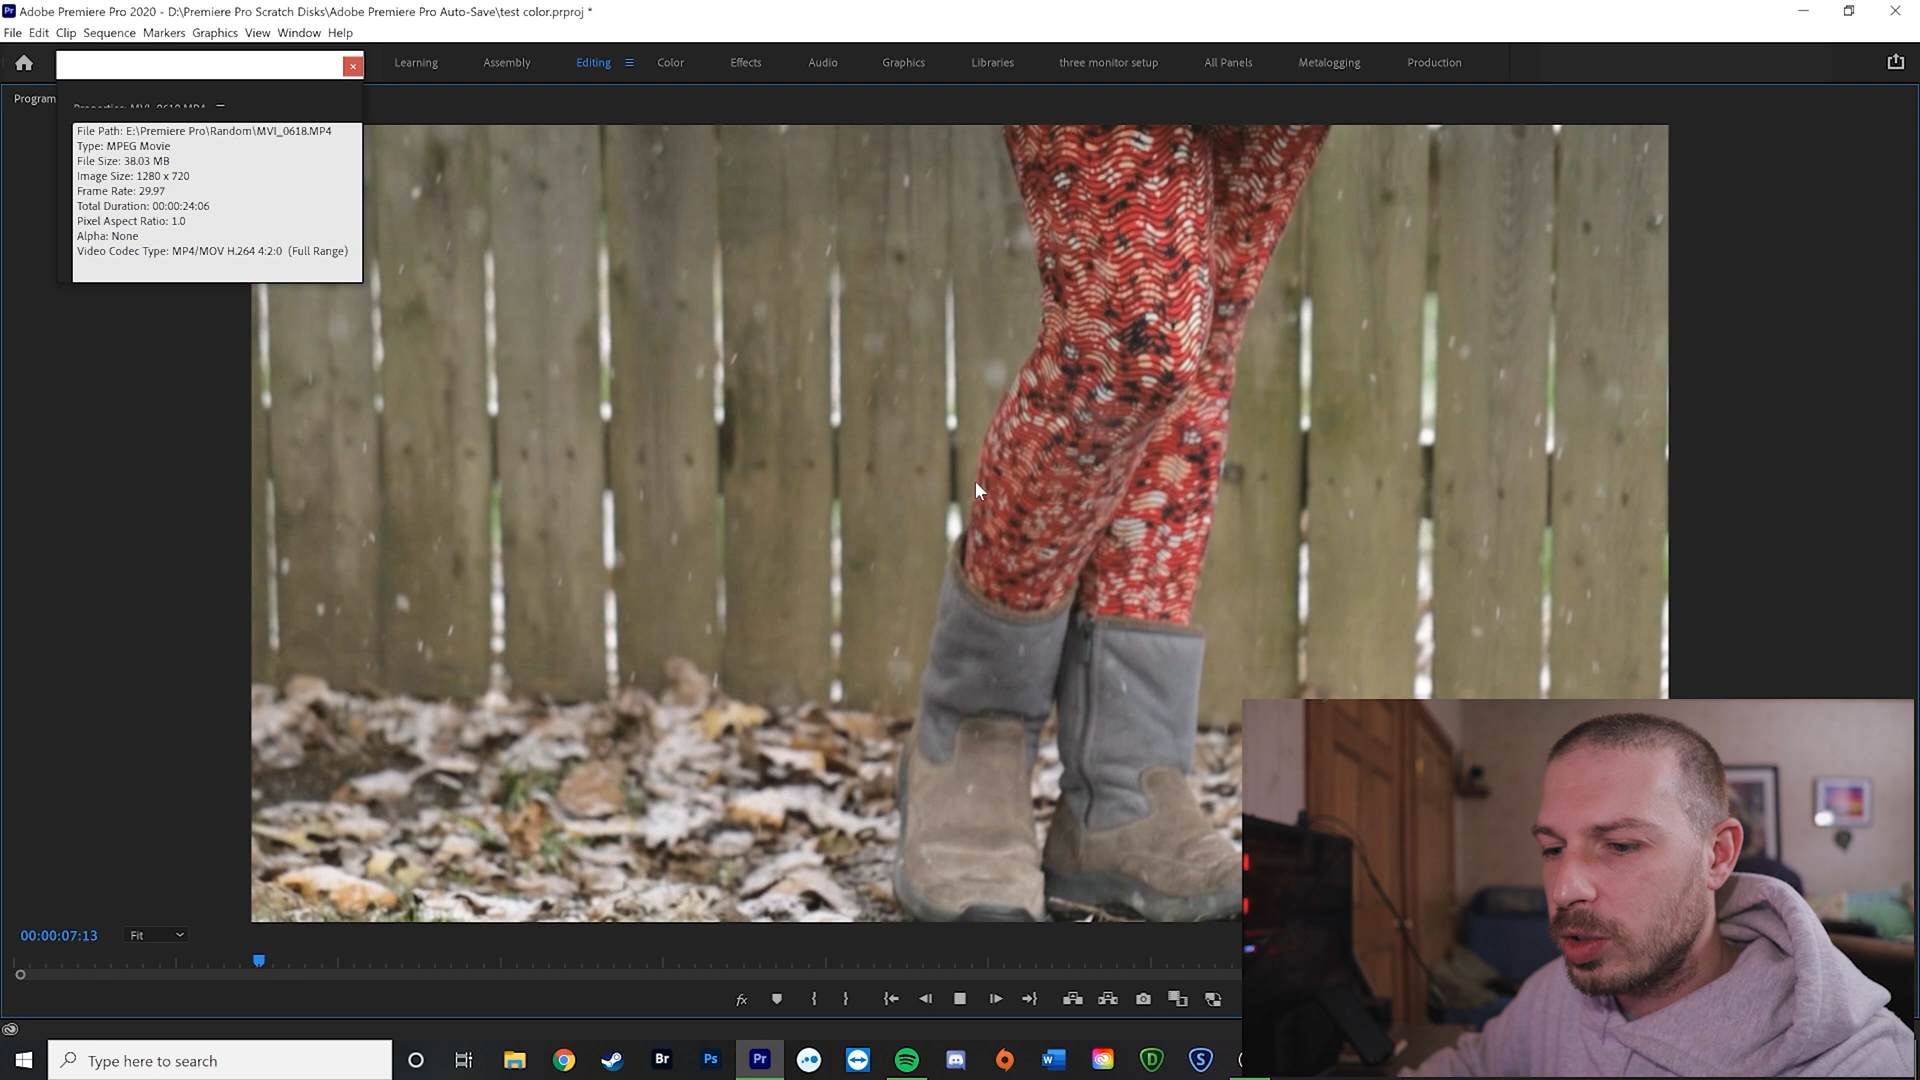 Adobe Premiere Pro 2020 - D:\Premiere Pro Scratch Disks\Adobe Premiere Pro Auto-Save\test color.prproj *
File Edit Clip Sequence Markers Graphics View Window Help
Learning Assembly Editing Color Effects Audio Graphics Libraries three monitor setup All Panels Metalogging Production
Program
Properties: MVI_0618.MP4
File Path: E:\Premiere Pro\Random\MVI_0618.MP4
Type: MPEG Movie
File Size: 38.03 MB
Image Size: 1280 x 720
Frame Rate: 29.97
Total Duration: 00:00:24:06
Pixel Aspect Ratio: 1.0
Alpha: None
Video Codec Type: MP4/MOV H.264 4:2:0 (Full Range)
00:00:07:13 Fit
fx
Type here to search
Br Ps Pr W D S